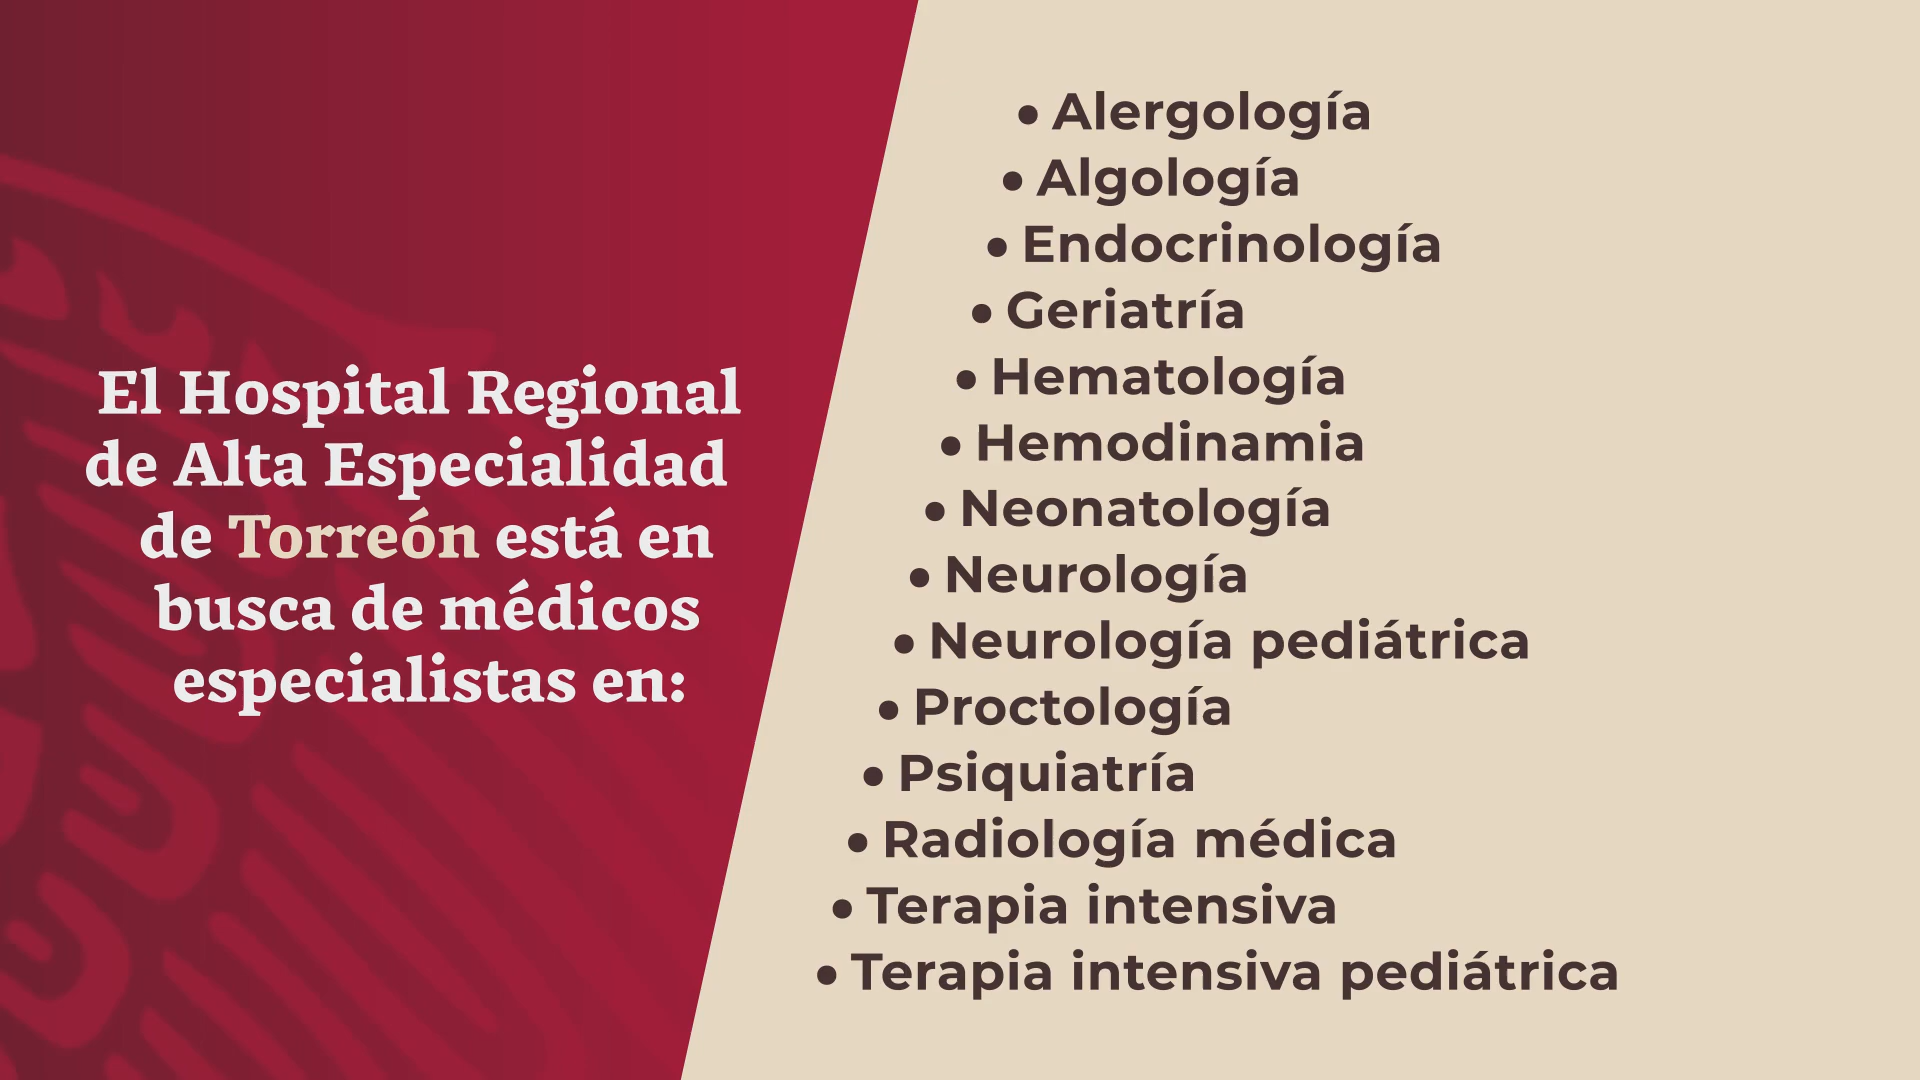 El Hospital Regional
de Alta Especialidad
de Torreón está en
busca de médicos
especialistas en:
• Alergología
• Algología
• Endocrinología
• Geriatría
• Hematología
• Hemodinamia
• Neonatología
• Neurología
• Neurología pediátrica
• Proctología
• Psiquiatría
• Radiología médica
• Terapia intensiva
• Terapia intensiva pediátrica